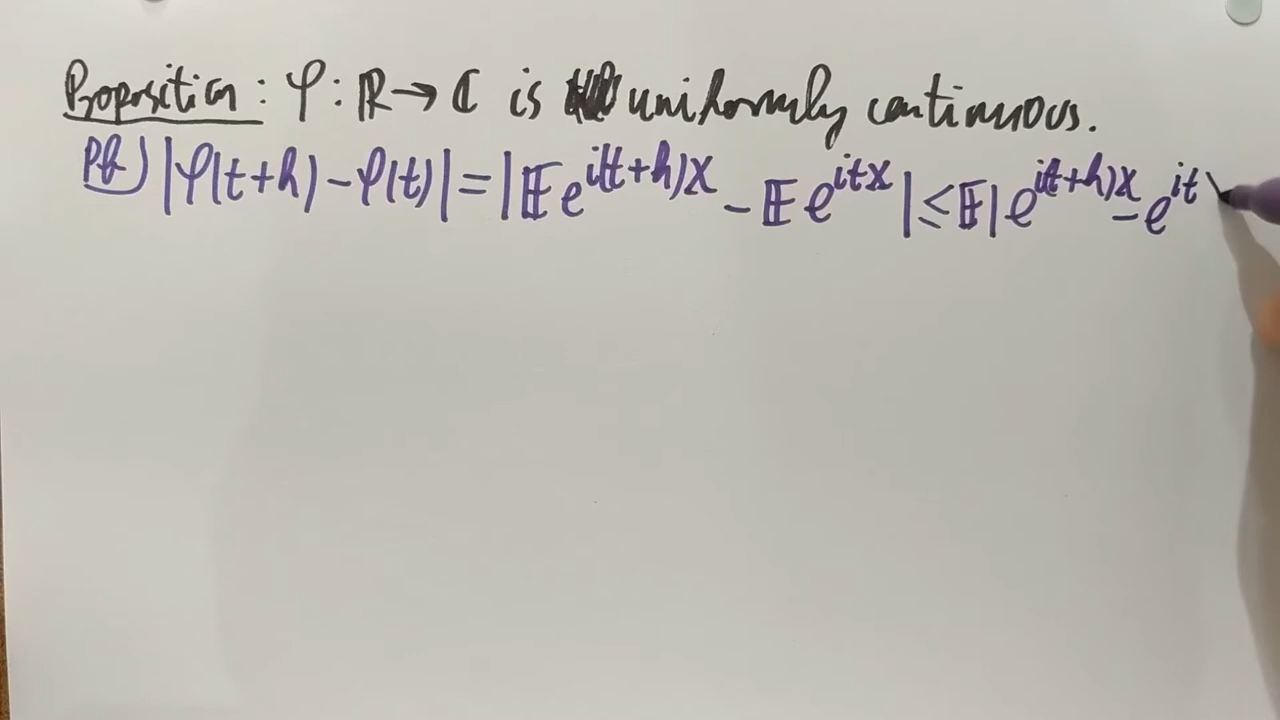 Proposition: φ: ℝ → ℂ is uniformly continuous.
Pf) |φ(t+h) - φ(t)| = |𝔼e^{i(t+h)X} - 𝔼e^{itX}| ≤ 𝔼|e^{i(t+h)X} - e^{it